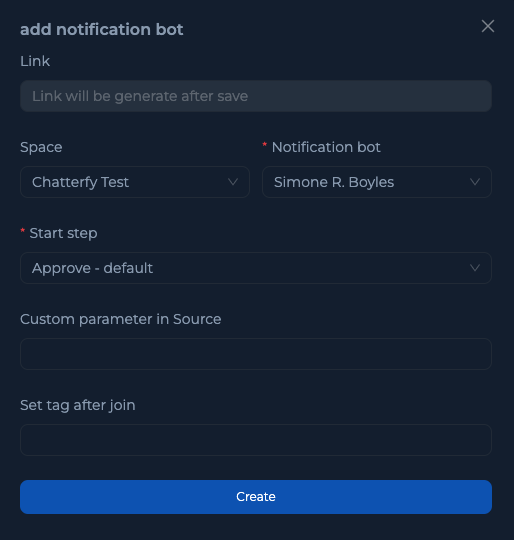 add notification bot
Link
Link will be generate after save
Space
* Notification bot
Chatterfy Test
Simone R. Boyles
* Start step
Approve - default
Custom parameter in Source
Set tag after join
Create